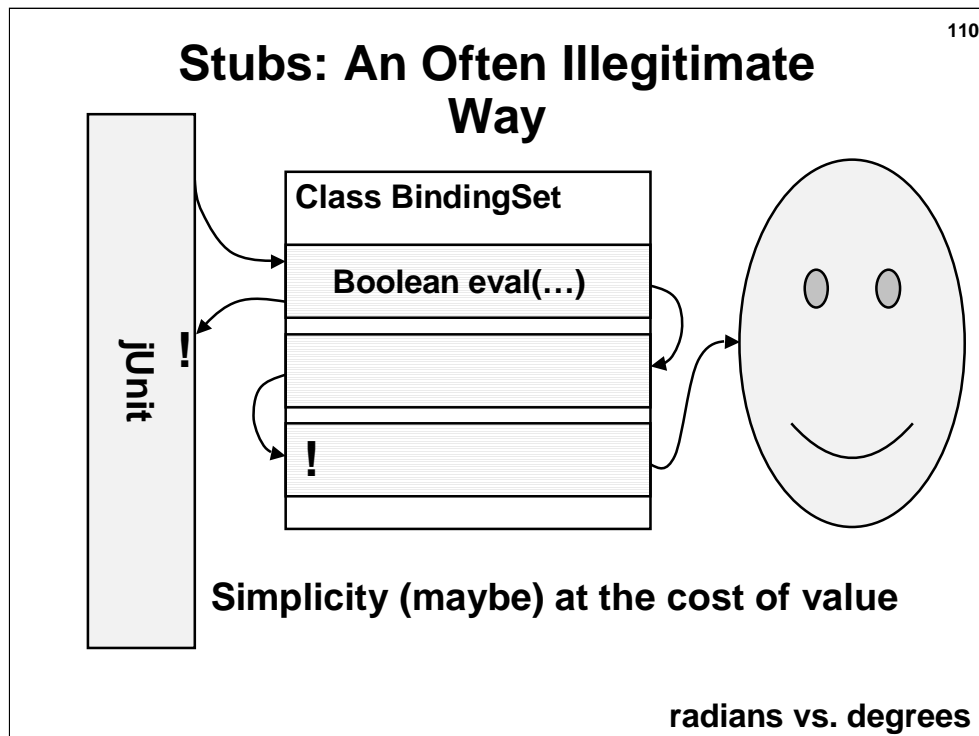 110
Stubs: An Often Illegitimate
Way
Class BindingSet
Boolean eval(…)
jUnit
!
!
Simplicity (maybe) at the cost of value
radians vs. degrees